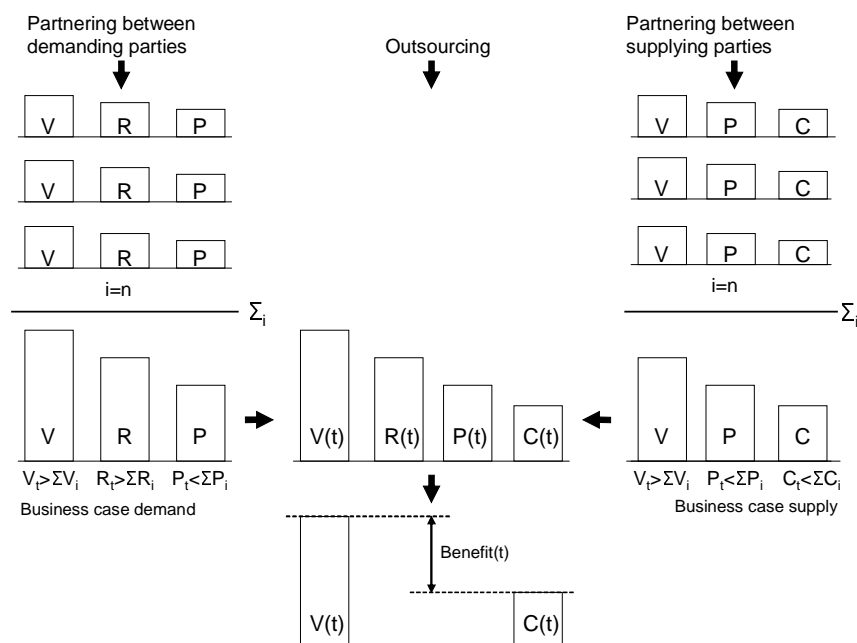 Partnering between
demanding parties
Outsourcing
Partnering between
supplying parties
V R P
V R P
V R P
i=n
Σi
V P C
V P C
V P C
i=n
Σi
V R P
Vt>ΣVi Rt>ΣRi Pt<ΣPi
Business case demand
V(t) R(t) P(t) C(t)
V P C
Vt>ΣVi Pt<ΣPi Ct<ΣCi
Business case supply
Benefit(t)
V(t) C(t)